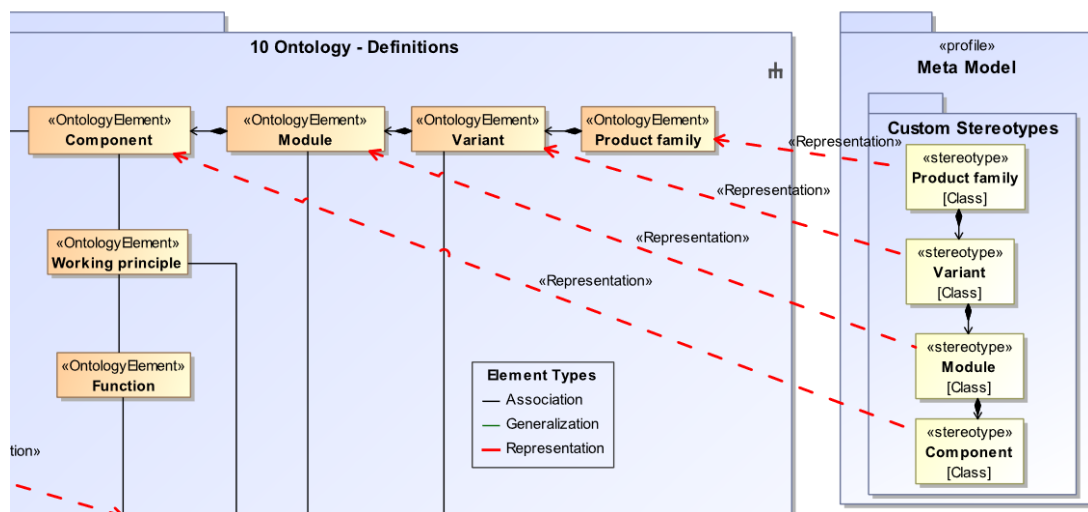 10 Ontology - Definitions
«OntologyElement»
Component
«OntologyElement»
Module
«OntologyElement»
Variant
«OntologyElement»
Product family
«OntologyElement»
Working principle
«OntologyElement»
Function
«Representation»
«Representation»
«Representation»
«Representation»
tion»
Element Types
Association
Generalization
Representation
«profile»
Meta Model
Custom Stereotypes
«stereotype»
Product family
[Class]
«stereotype»
Variant
[Class]
«stereotype»
Module
[Class]
«stereotype»
Component
[Class]